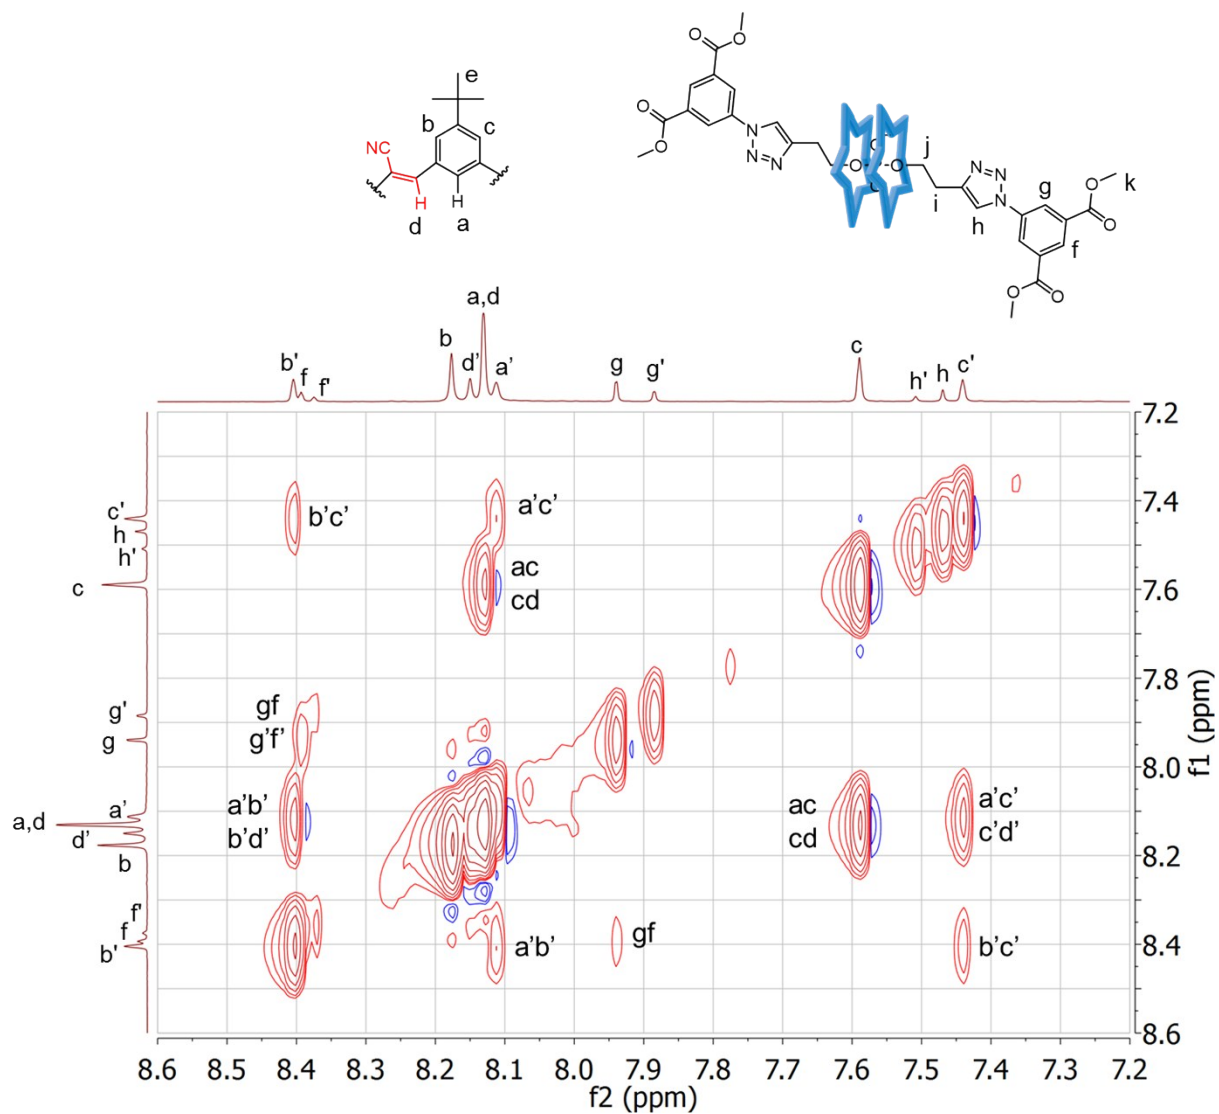 O
O
O
O
N
N
N
O
O
j
N
N
N
i
h
g
O
O
k
f
O
O
e
b
c
NC
H
H
d
a
a,d
b
d'
a'
b'
f
f'
g
g'
c
h'
h
c'
7.2
7.4
7.6
7.8
8.0
8.2
8.4
8.6
f1 (ppm)
c'
h
h'
c
g'
g
a'
a,d
d'
b
f'
f
b'
b'c'
a'c'
ac
cd
gf
g'f'
a'b'
b'd'
ac
cd
a'c'
c'd'
a'b'
gf
b'c'
8.6 8.5 8.4 8.3 8.2 8.1 8.0 7.9 7.8 7.7 7.6 7.5 7.4 7.3 7.2
f2 (ppm)